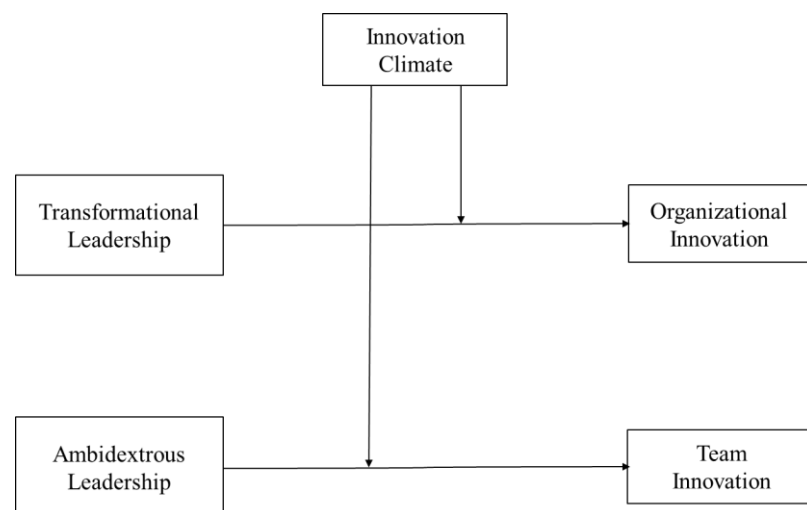 Innovation
Climate
Transformational
Leadership
Organizational
Innovation
Ambidextrous
Leadership
Team
Innovation